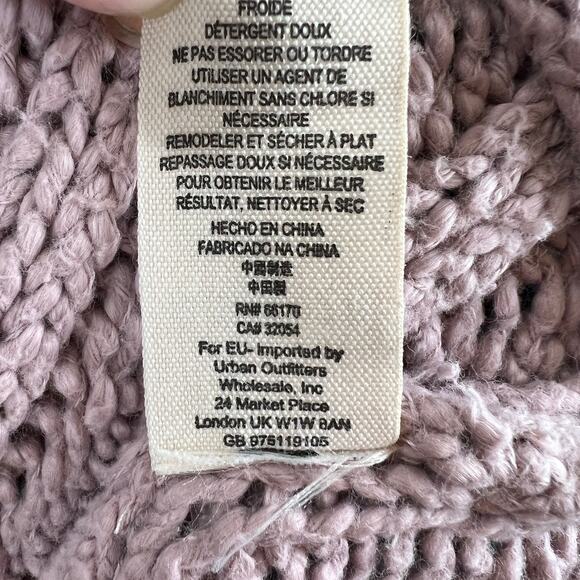 FROIDE
DÉTERGENT DOUX
NE PAS ESSORER OU TORDRE
UTILISER UN AGENT DE
BLANCHIMENT SANS CHLORE SI
NÉCESSAIRE
REMODELER ET SÉCHER À PLAT
REPASSAGE DOUX SI NÉCESSAIRE
POUR OBTENIR LE MEILLEUR
RÉSULTAT, NETTOYER À SEC
HECHO EN CHINA
FABRICADO NA CHINA
中國制造
中国製
RN# 66170
CA# 32054
For EU- Imported by
Urban Outfitters
Wholesale, Inc
24 Market Place
London UK W1W 8AN
GB 975119105